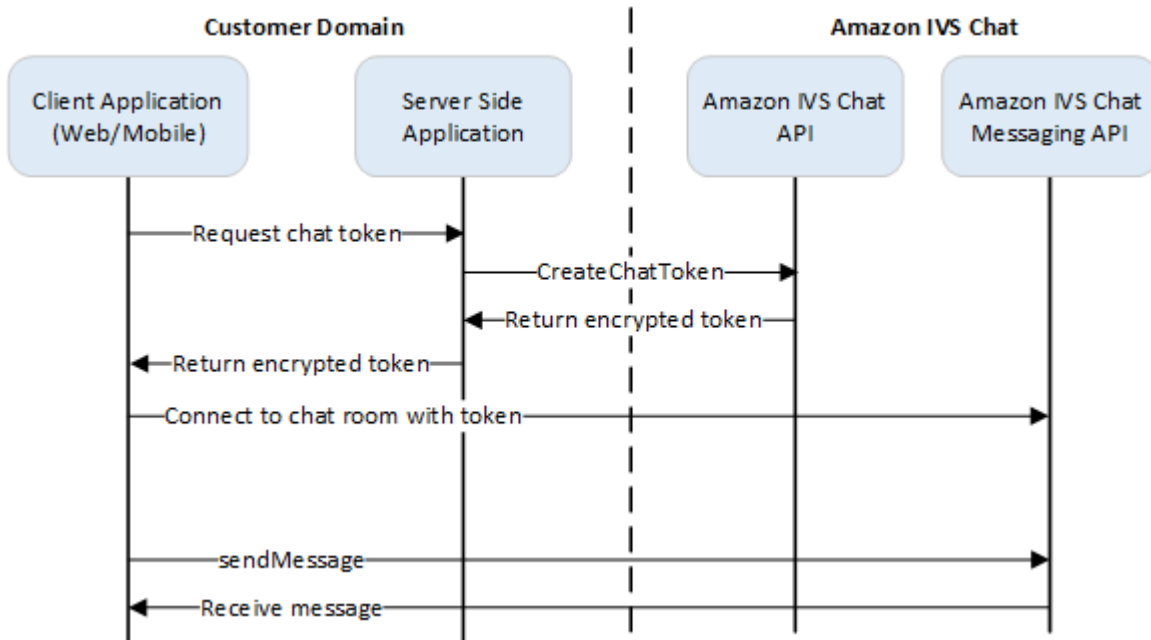 Customer Domain
Amazon IVS Chat
Client Application
(Web/Mobile)
Server Side
Application
Amazon IVS Chat
API
Amazon IVS Chat
Messaging API
Request chat token
CreateChatToken
Return encrypted token
Return encrypted token
Connect to chat room with token
sendMessage
Receive message